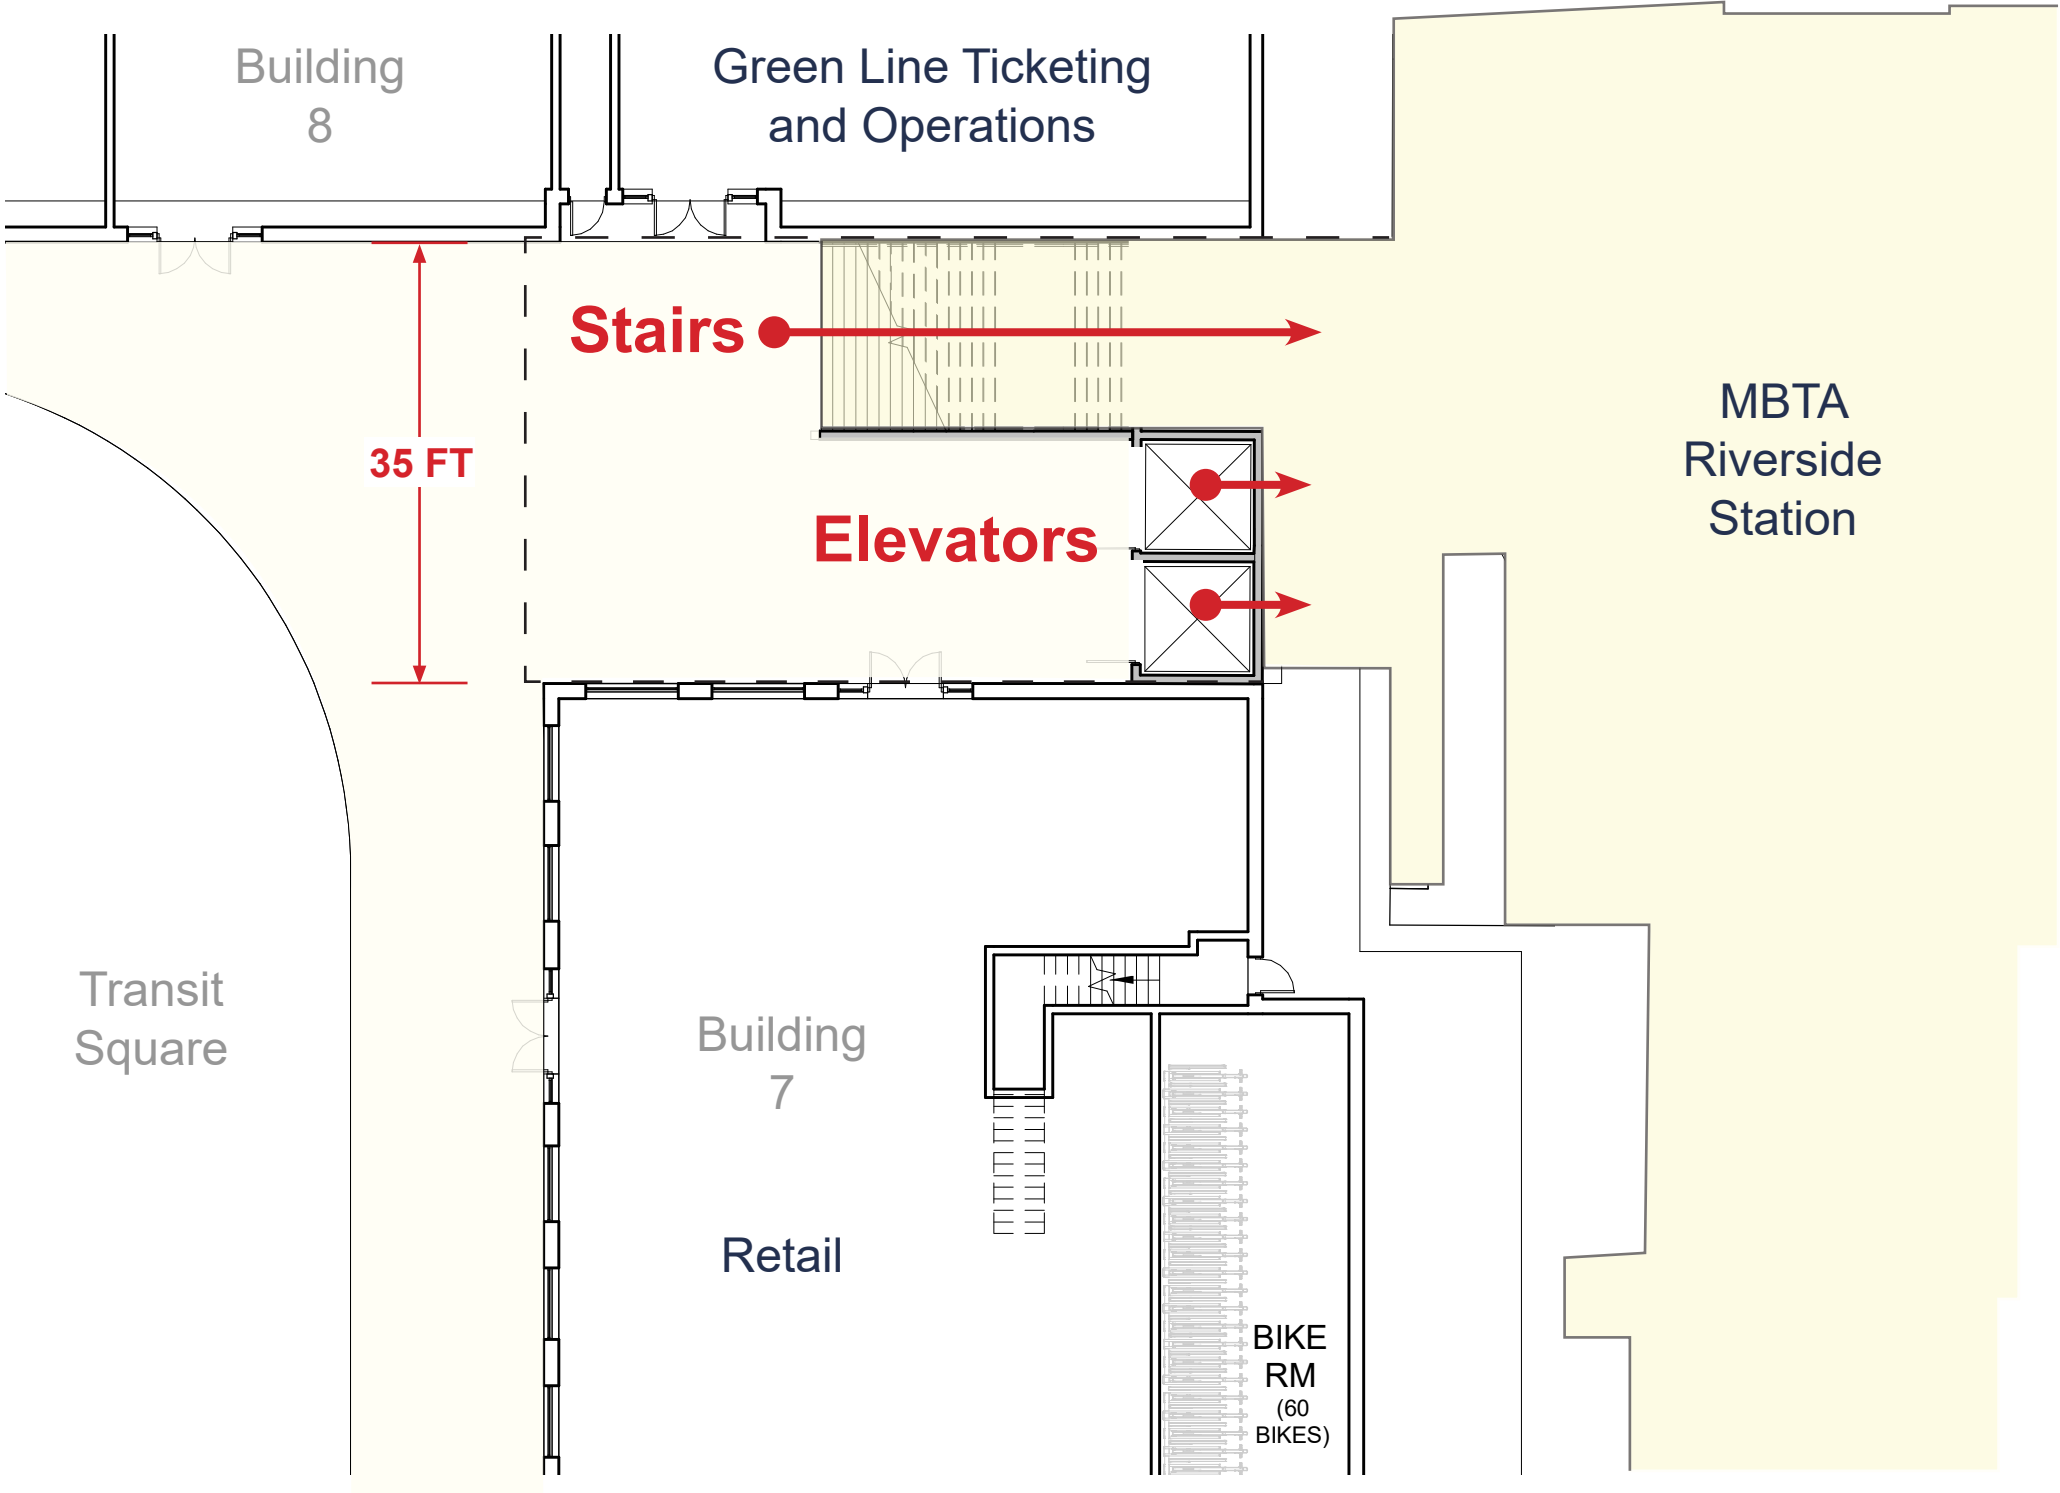 Building
8
Green Line Ticketing
and Operations
Stairs
35 FT
Elevators
MBTA
Riverside
Station
Transit
Square
Building
7
Retail
BIKE
RM
(60
BIKES)